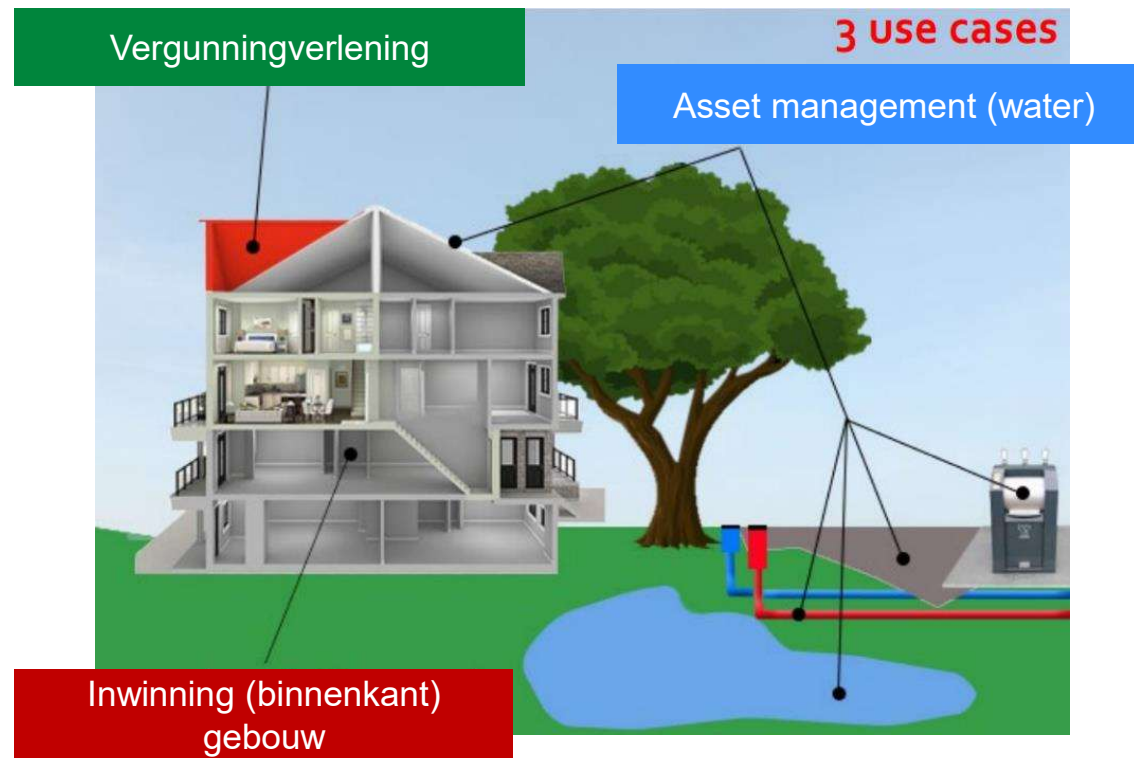 Vergunningverlening
3 use cases
Asset management (water)
Inwinning (binnenkant)
gebouw